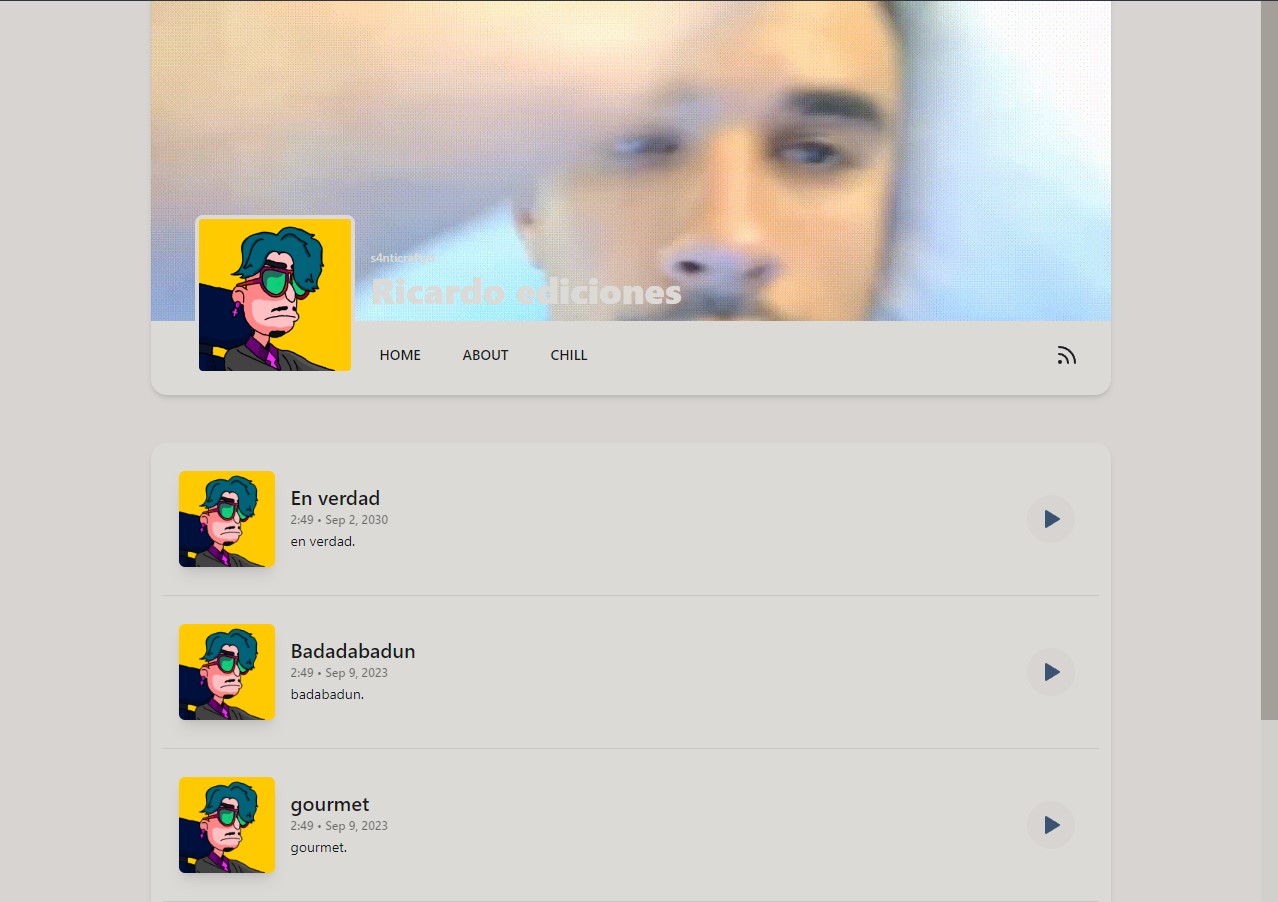 Ricardo ediciones
HOME
ABOUT
CHILL
En verdad
2:49 • Sep 2, 2030
en verdad.
Badadabadun
2:49 • Sep 9, 2023
badabadun.
gourmet
2:49 • Sep 9, 2023
gourmet.